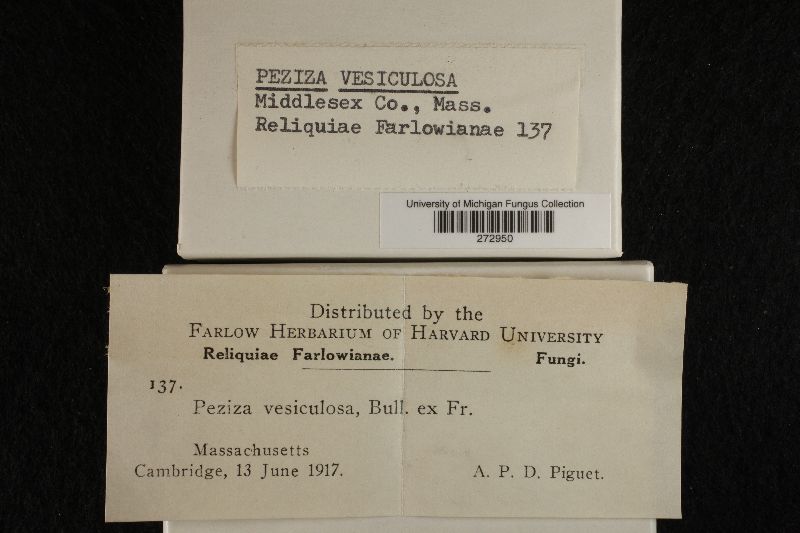 PEZIZA VESICULOSA
Middlesex Co., Mass.
Reliquiae Farlowianae 137
University of Michigan Fungus Collection
272950
Distributed by the
FARLOW HERBARIUM OF HARVARD UNIVERSITY
Reliquiae Farlowianae. Fungi.
137.
Peziza vesiculosa, Bull. ex Fr.
Massachusetts
Cambridge, 13 June 1917. A. P. D. Piguet.